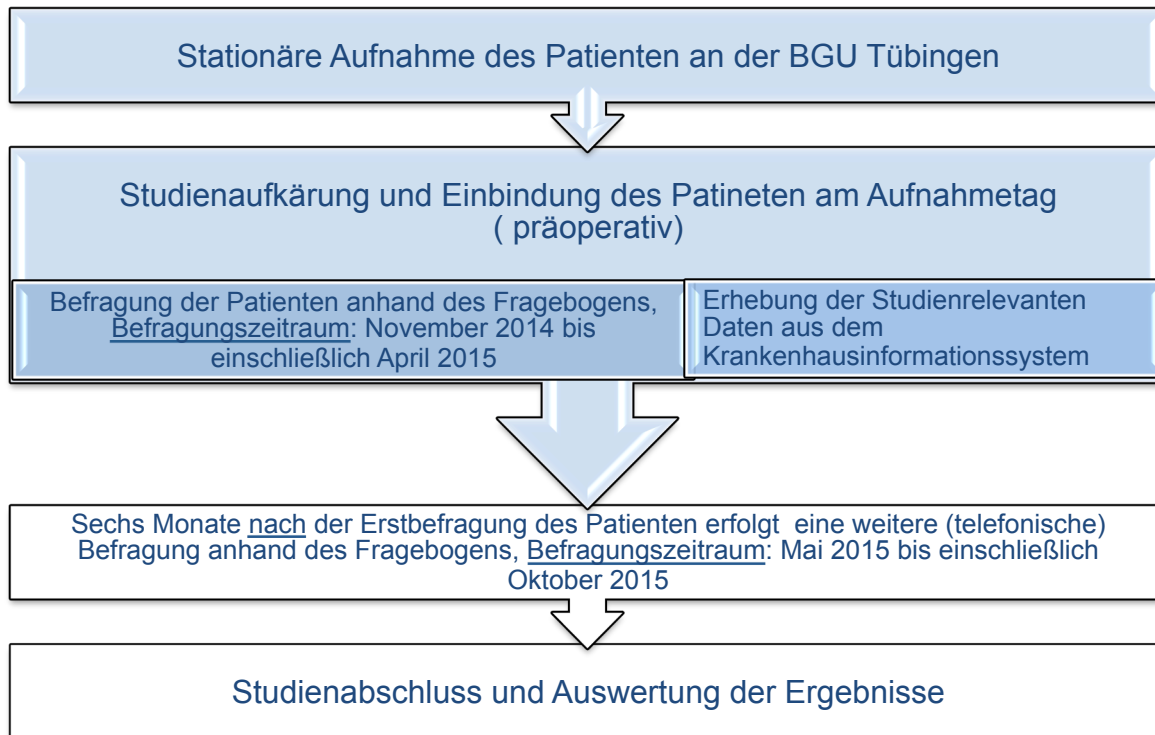 Stationäre Aufnahme des Patienten an der BGU Tübingen
Studienaufkärung und Einbindung des Patineten am Aufnahmetag
( präoperativ)
Befragung der Patienten anhand des Fragebogens,
Befragungszeitraum: November 2014 bis
einschließlich April 2015
Erhebung der Studienrelevanten
Daten aus dem
Krankenhausinformationssystem
Sechs Monate nach der Erstbefragung des Patienten erfolgt eine weitere (telefonische)
Befragung anhand des Fragebogens, Befragungszeitraum: Mai 2015 bis einschließlich
Oktober 2015
Studienabschluss und Auswertung der Ergebnisse